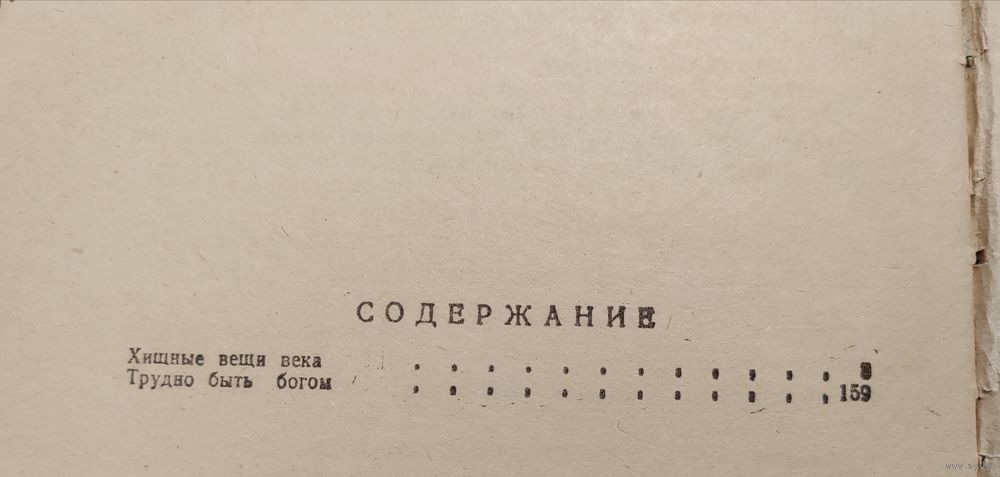 СОДЕРЖАНИЕ
Хищные вещи века
Трудно быть богом . . . . . . . . . . . . 159